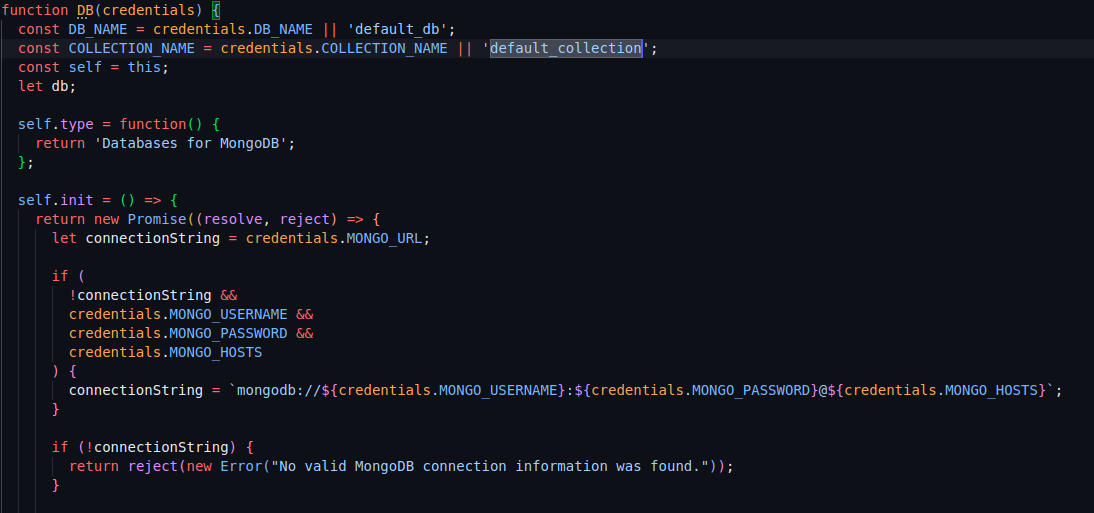 function DB(credentials) {
  const DB_NAME = credentials.DB_NAME || 'default_db';
  const COLLECTION_NAME = credentials.COLLECTION_NAME || 'default_collection';
  const self = this;
  let db;

  self.type = function() {
    return 'Databases for MongoDB';
  };

  self.init = () => {
    return new Promise((resolve, reject) => {
      let connectionString = credentials.MONGO_URL;

      if (
        !connectionString &&
        credentials.MONGO_USERNAME &&
        credentials.MONGO_PASSWORD &&
        credentials.MONGO_HOSTS
      ) {
        connectionString = `mongodb://${credentials.MONGO_USERNAME}:${credentials.MONGO_PASSWORD}@${credentials.MONGO_HOSTS}`;
      }

      if (!connectionString) {
        return reject(new Error("No valid MongoDB connection information was found."));
      }